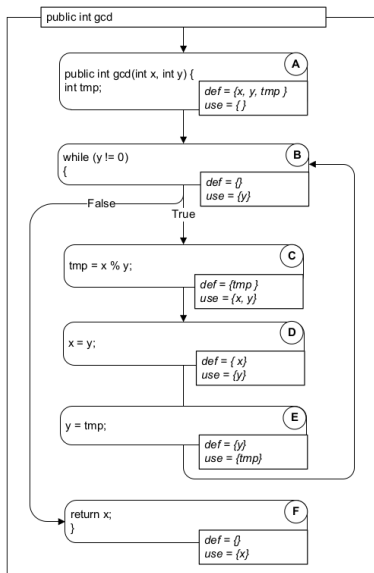 public int gcd
A
public int gcd(int x, int y) {
int tmp;
def = {x, y, tmp }
use = { }
B
while (y != 0)
{
def = {}
use = {y}
False
True
C
tmp = x % y;
def = {tmp }
use = {x, y}
D
x = y;
def = { x}
use = {y}
E
y = tmp;
def = {y}
use = {tmp}
F
return x;
}
def = {}
use = {x}